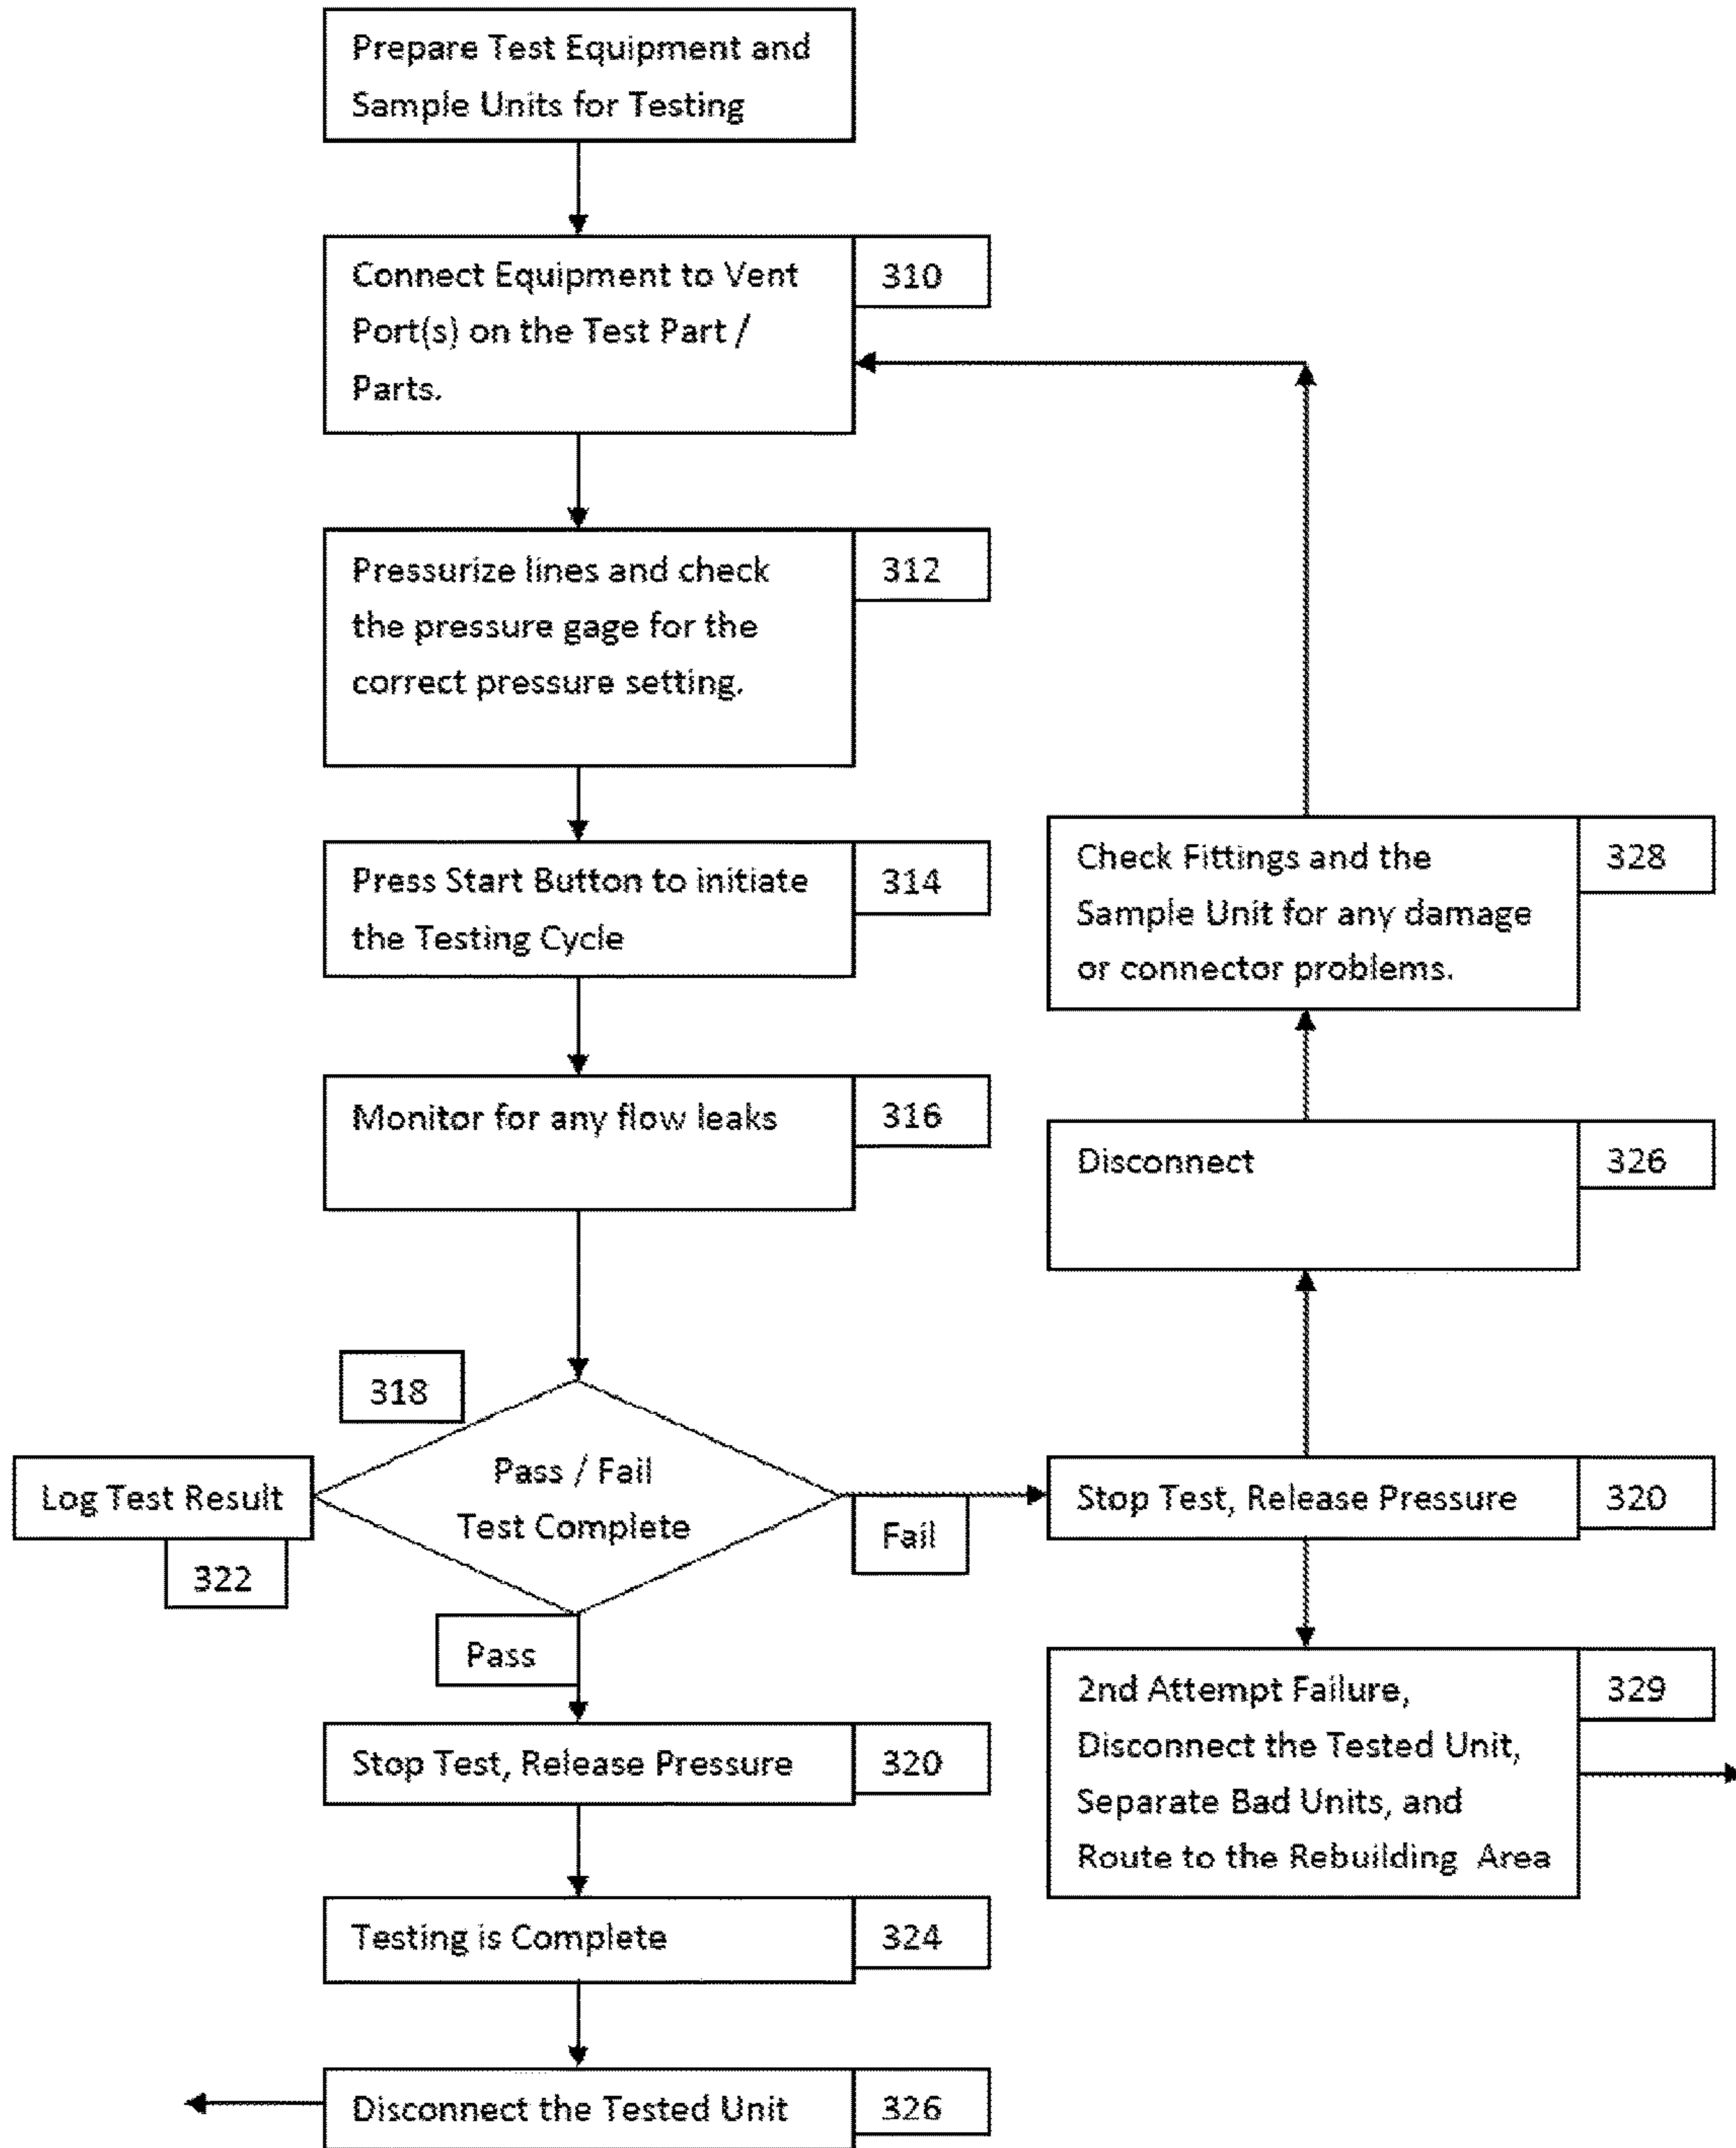 Prepare Test Equipment and
Sample Units for Testing
Connect Equipment to Vent
Port(s) on the Test Part /
Parts.
310
Pressurize lines and check
the pressure gage for the
correct pressure setting.
312
Press Start Button to initiate
the Testing Cycle
314
Monitor for any flow leaks
316
318
Pass / Fail
Test Complete
Log Test Result
322
Fail
Pass
Stop Test, Release Pressure
320
Testing is Complete
324
Disconnect the Tested Unit
326
Check Fittings and the
Sample Unit for any damage
or connector problems.
328
Disconnect
326
Stop Test, Release Pressure
320
2nd Attempt Failure,
Disconnect the Tested Unit,
Separate Bad Units, and
Route to the Rebuilding Area
329